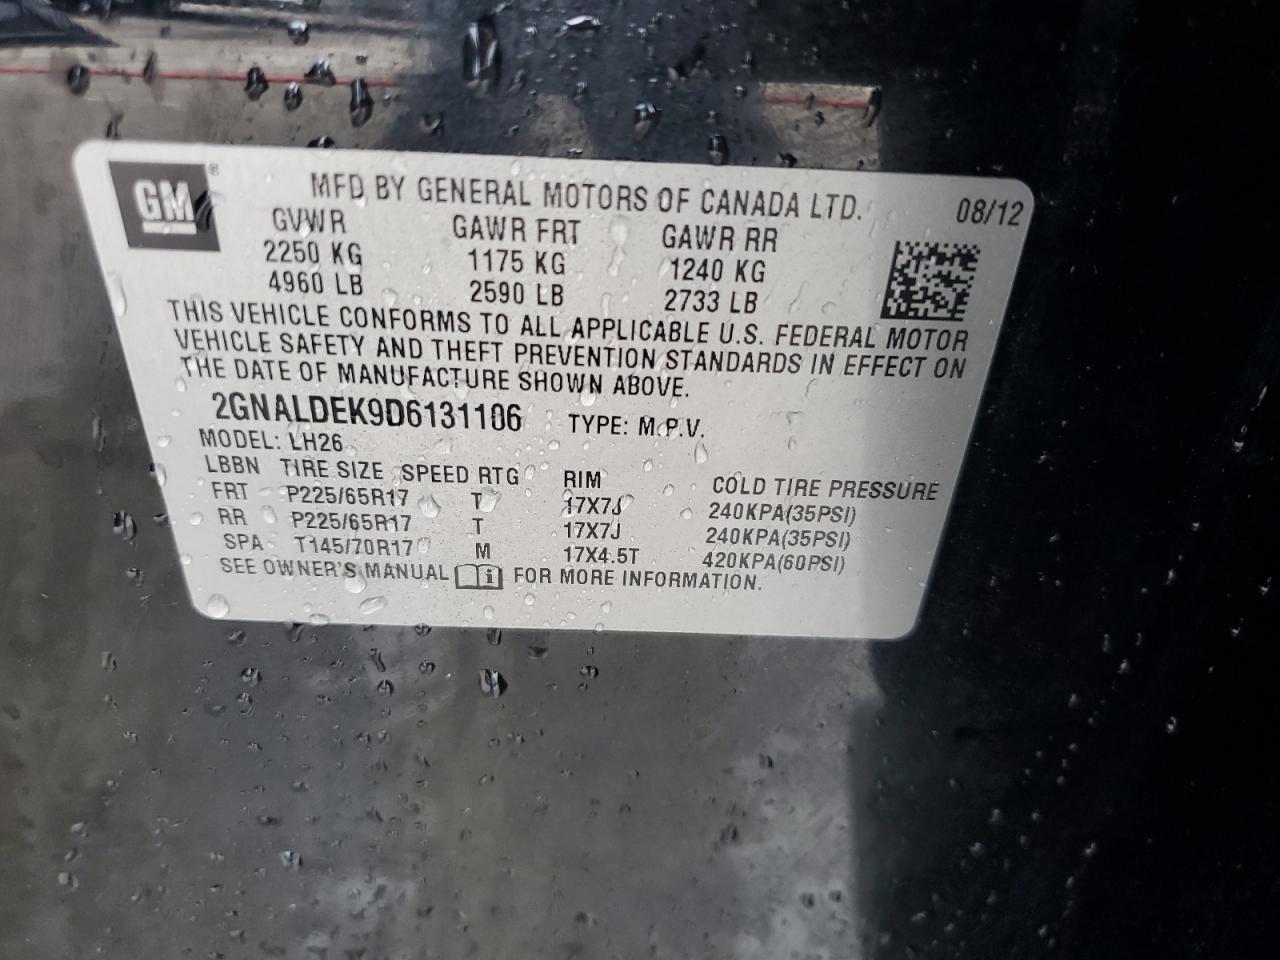 GM ®
MFD BY GENERAL MOTORS OF CANADA LTD. 08/12
GVWR GAWR FRT GAWR RR
2250 KG 1175 KG 1240 KG
4960 LB 2590 LB 2733 LB
THIS VEHICLE CONFORMS TO ALL APPLICABLE U.S. FEDERAL MOTOR
VEHICLE SAFETY AND THEFT PREVENTION STANDARDS IN EFFECT ON
THE DATE OF MANUFACTURE SHOWN ABOVE.
2GNALDEK9D6131106 TYPE: M.P.V.
MODEL: LH26
LBBN TIRE SIZE SPEED RTG RIM COLD TIRE PRESSURE
FRT P225/65R17 T 17X7J 240KPA(35PSI)
RR P225/65R17 T 17X7J 240KPA(35PSI)
SPA T145/70R17 M 17X4.5T 420KPA(60PSI)
SEE OWNER'S MANUAL i FOR MORE INFORMATION.